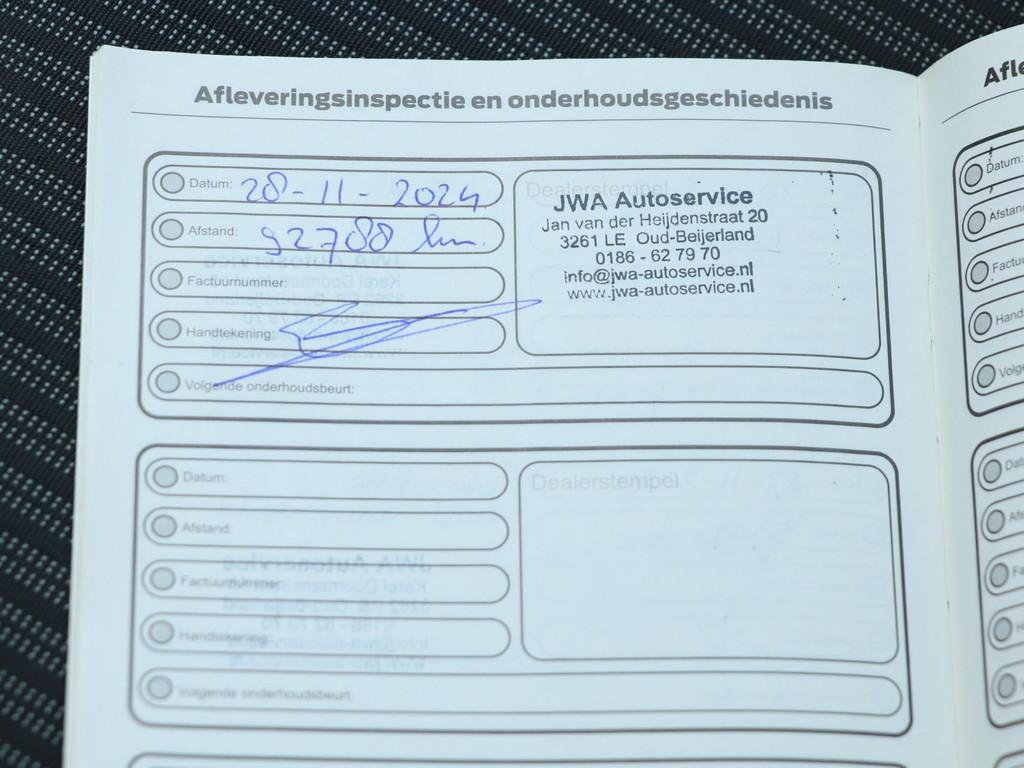 Afleveringsinspectie en onderhoudsgeschiedenis
Datum: 28-11-2024
Afstand: 92788 km.
Factuurnummer:
Handtekening:
Volgende onderhoudsbeurt:
Dealerstempel
JWA Autoservice
Jan van der Heijdenstraat 20
3261 LE Oud-Beijerland
0186 - 62 79 70
info@jwa-autoservice.nl
www.jwa-autoservice.nl
Datum:
Afstand:
Factuurnummer:
Handtekening:
Volgende onderhoudsbeurt:
Dealerstempel
Datum: